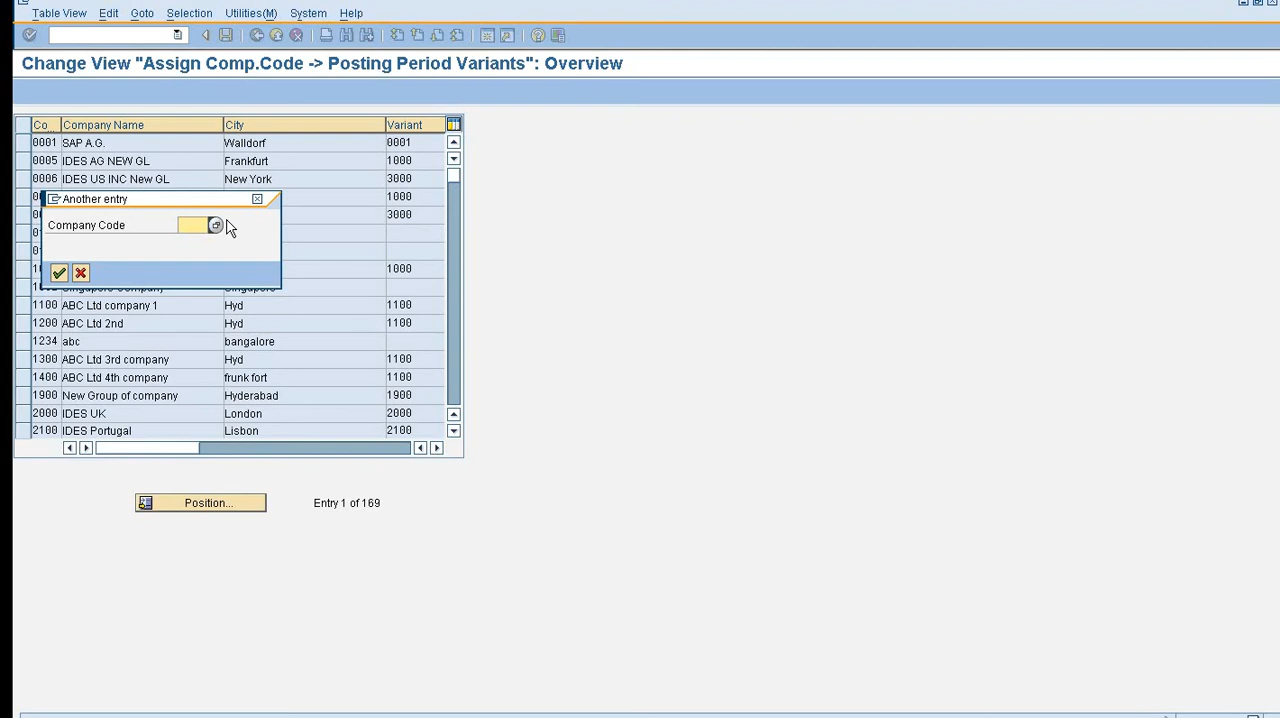 Table View Edit Goto Selection Utilities(M) System Help
Change View "Assign Comp.Code -> Posting Period Variants": Overview
Co... Company Name City Variant
0001 SAP A.G. Walldorf 0001
0005 IDES AG NEW GL Frankfurt 1000
0006 IDES US INC New GL New York 3000
Another entry
1000
Company Code
3000
1000
1100 ABC Ltd company 1 Hyd 1100
1200 ABC Ltd 2nd Hyd 1100
1234 abc bangalore
1300 ABC Ltd 3rd company Hyd 1100
1400 ABC Ltd 4th company frunk fort 1100
1900 New Group of company Hyderabad 1900
2000 IDES UK London 2000
2100 IDES Portugal Lisbon 2100
Position... Entry 1 of 169